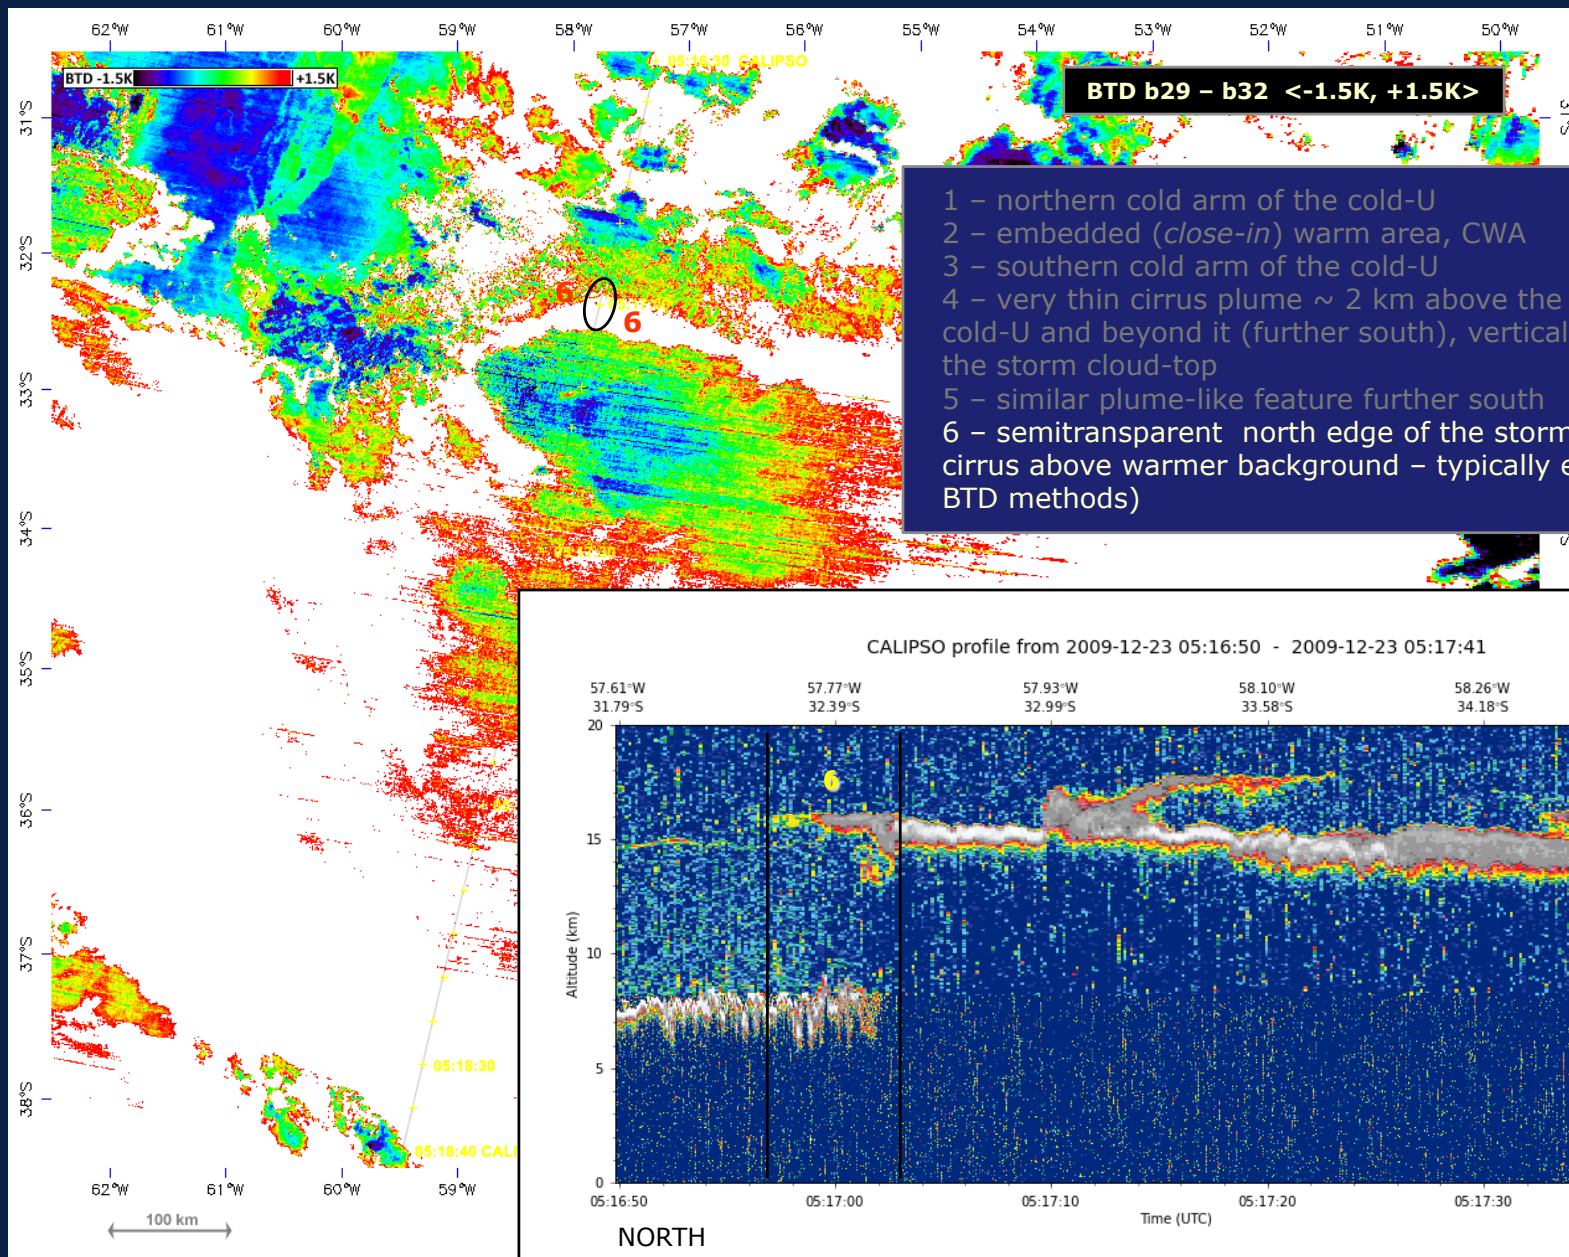 62°W 61°W 60°W 59°W 58°W 57°W 56°W 55°W 54°W 53°W 52°W 51°W 50°W
05:16:30 CALIPSO
BTD -1.5K +1.5K
BTD b29 – b32 <-1.5K, +1.5K>
31°S
32°S
33°S
34°S
35°S
36°S
37°S
38°S
1 – northern cold arm of the cold-U
2 – embedded (close-in) warm area, CWA
3 – southern cold arm of the cold-U
4 – very thin cirrus plume ~ 2 km above the
cold-U and beyond it (further south), vertical
the storm cloud-top
5 – similar plume-like feature further south
6 – semitransparent north edge of the storm
cirrus above warmer background – typically e
BTD methods)
6
6
05:18:30
05:18:40 CALI
62°W 61°W 60°W 59°W
100 km
CALIPSO profile from 2009-12-23 05:16:50 - 2009-12-23 05:17:41
57.61°W 57.77°W 57.93°W 58.10°W 58.26°W
31.79°S 32.39°S 32.99°S 33.58°S 34.18°S
20
15
10
5
0
Altitude (km)
6
05:16:50 05:17:00 05:17:10 05:17:20 05:17:30
Time (UTC)
NORTH